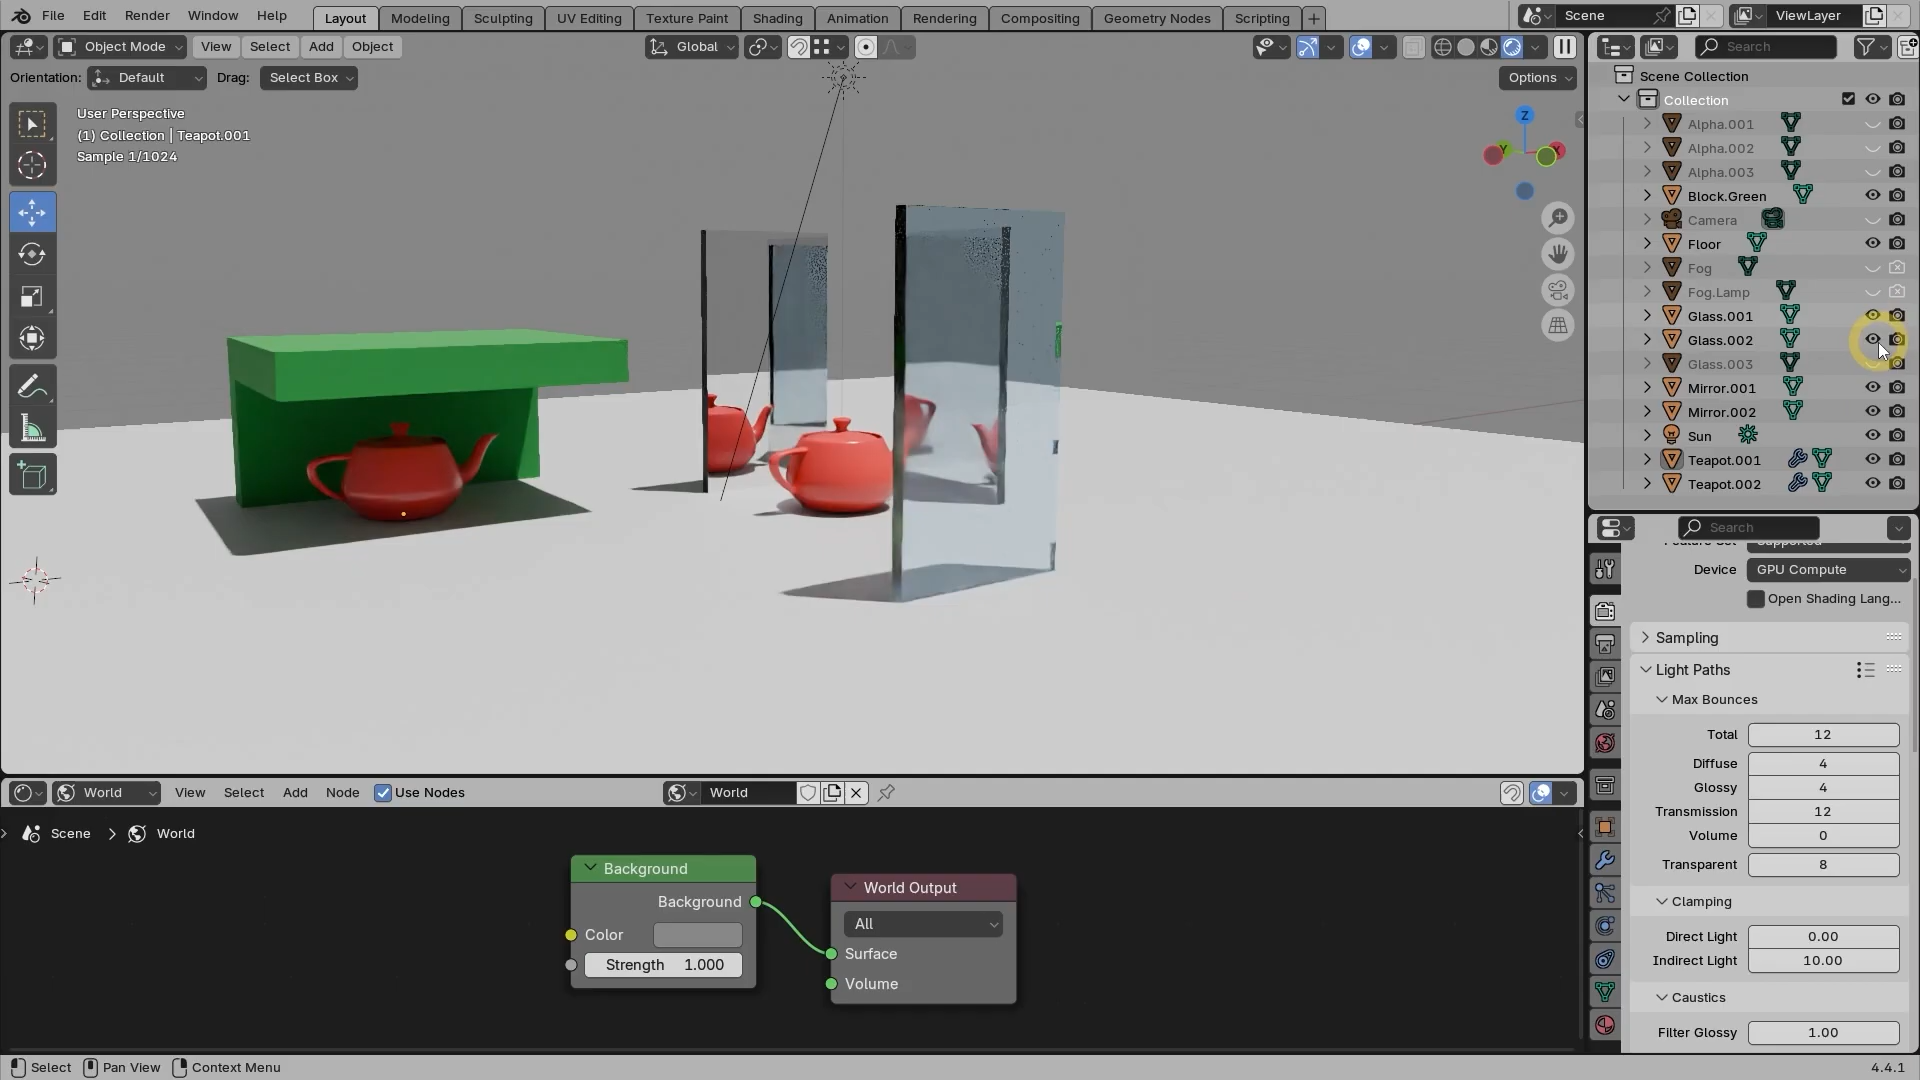 File Edit Render Window Help Layout Modeling Sculpting UV Editing Texture Paint Shading Animation Rendering Compositing Geometry Nodes Scripting + Scene ViewLayer
Object Mode View Select Add Object Global Search
Orientation: Default Drag: Select Box Options
User Perspective
(1) Collection | Teapot.001
Sample 1/1024
Z
Y
X
Scene Collection
Collection
Alpha.001
Alpha.002
Alpha.003
Block.Green
Camera
Floor
Fog
Fog.Lamp
Glass.001
Glass.002
Glass.003
Mirror.001
Mirror.002
Sun
Teapot.001
Teapot.002
Search
Feature Set Supported
Device GPU Compute
Open Shading Lang...
Sampling
Light Paths
Max Bounces
Total 12
Diffuse 4
Glossy 4
Transmission 12
Volume 0
Transparent 8
Clamping
Direct Light 0.00
Indirect Light 10.00
Caustics
Filter Glossy 1.00
World View Select Add Node Use Nodes World
Scene World
Background
Background
Color
Strength 1.000
World Output
All
Surface
Volume
Select Pan View Context Menu 4.4.1